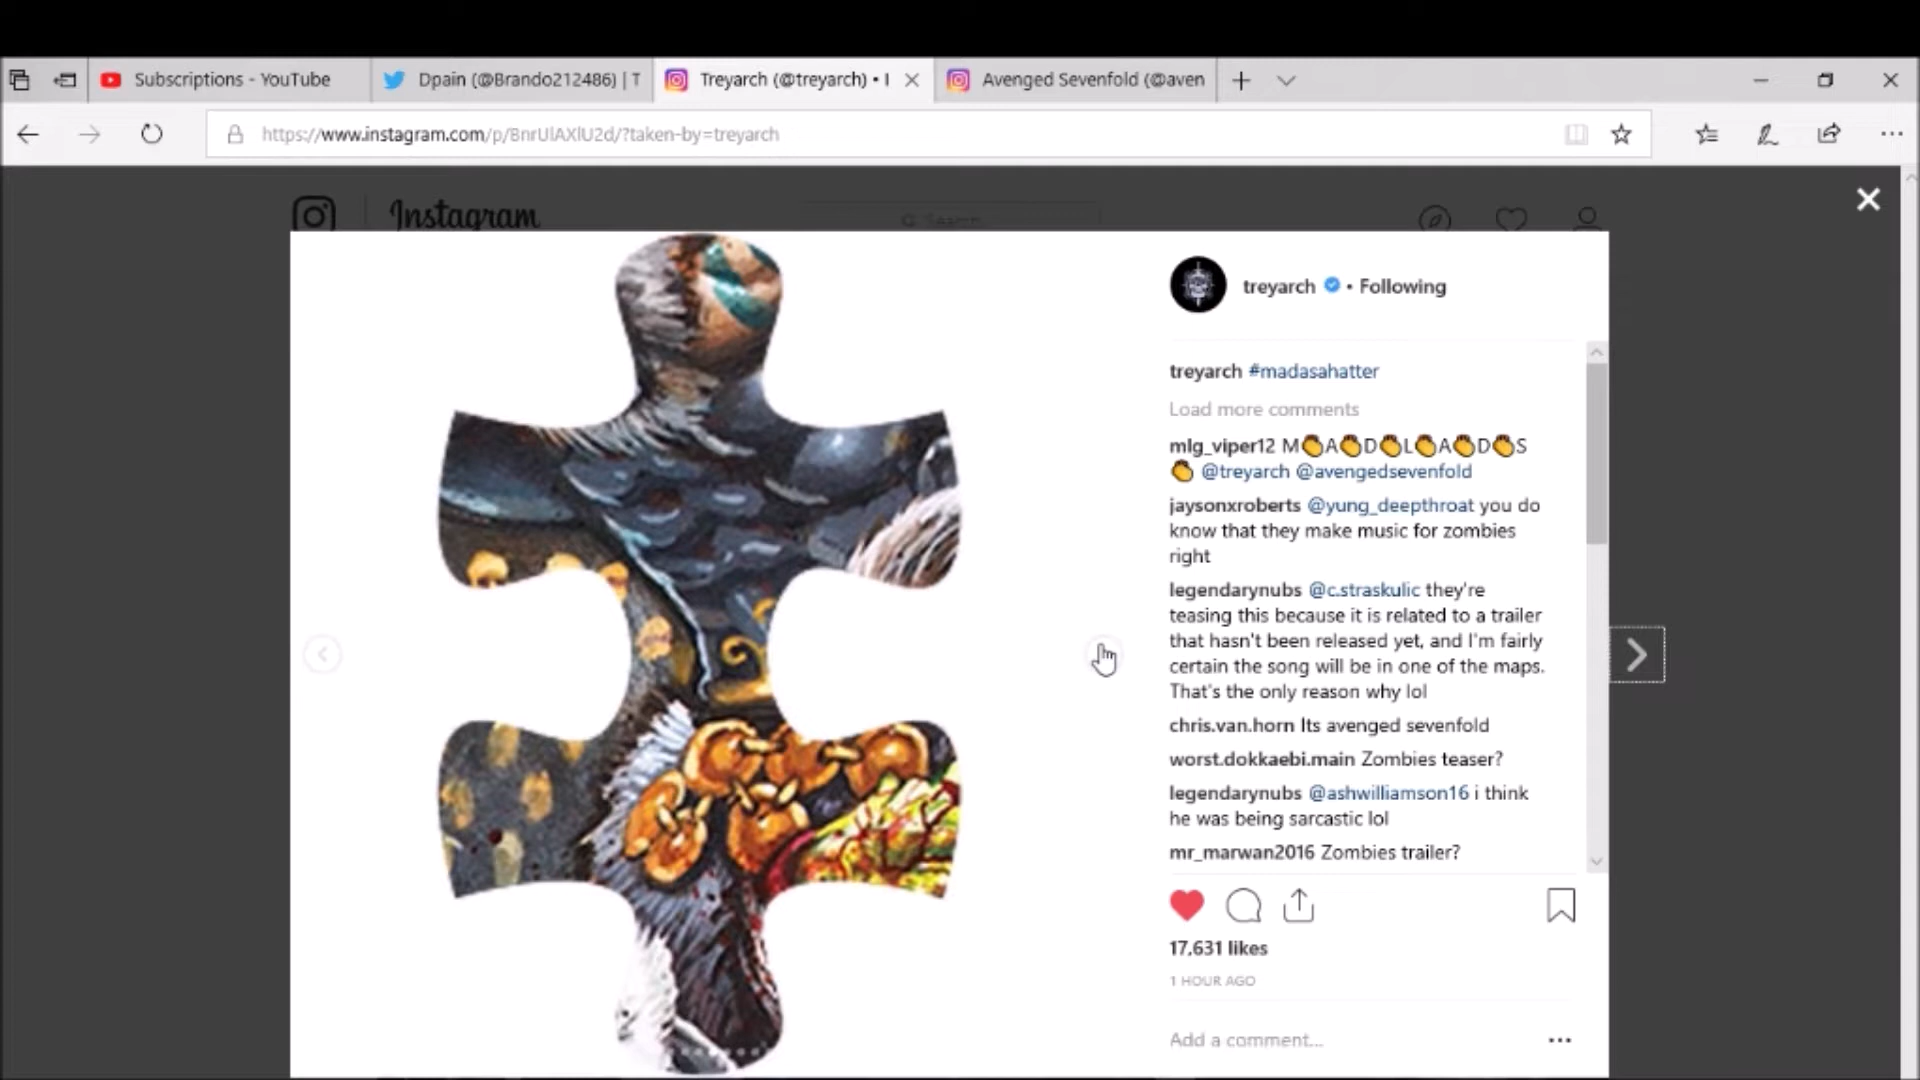 Subscriptions - YouTube
Dpain (@Brando212486) | T
Treyarch (@treyarch) • I
Avenged Sevenfold (@aven
https://www.instagram.com/p/BnrUlAXlU2d/?taken-by=treyarch
Instagram
Search
treyarch • Following
treyarch #madasahatter
Load more comments
mlg_viper12 M👏A👏D👏L👏A👏D👏S
👏 @treyarch @avengedsevenfold
jaysonxroberts @yung_deepthroat you do
know that they make music for zombies
right
legendarynubs @c.straskulic they're
teasing this because it is related to a trailer
that hasn't been released yet, and I'm fairly
certain the song will be in one of the maps.
That's the only reason why lol
chris.van.horn Its avenged sevenfold
worst.dokkaebi.main Zombies teaser?
legendarynubs @ashwilliamson16 i think
he was being sarcastic lol
mr_marwan2016 Zombies trailer?
17,631 likes
1 HOUR AGO
Add a comment...